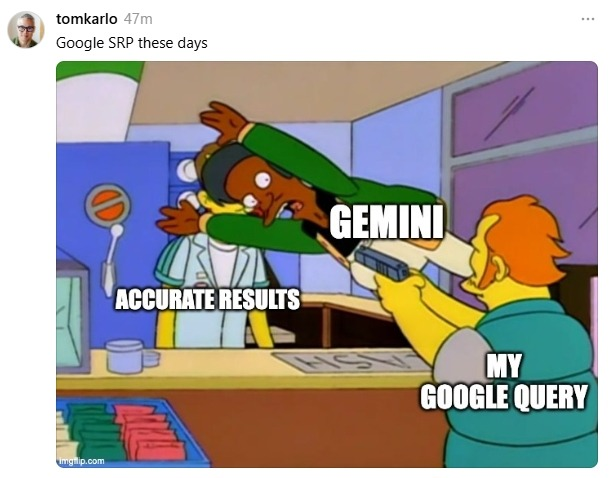 tomkarlo 47m
Google SRP these days
GEMINI
ACCURATE RESULTS
MY
GOOGLE QUERY
imgflip.com